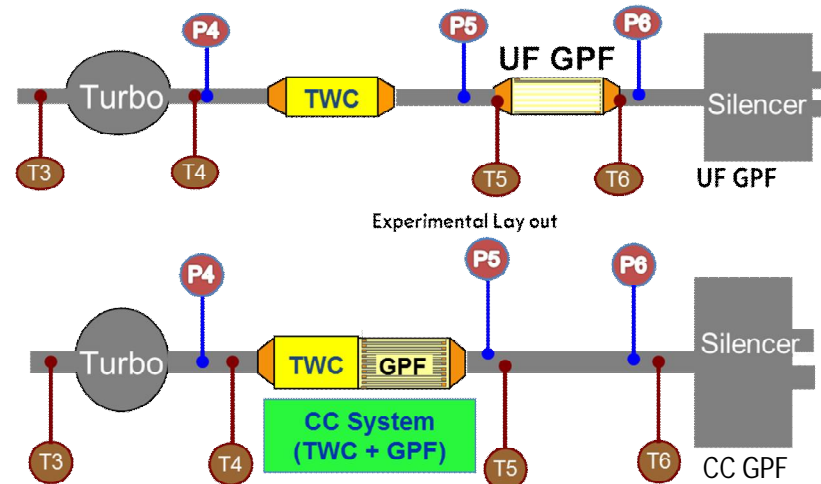 P4
P5
P6
UF GPF
Turbo
TWC
Silencer
T3
T4
T5
T6
UF GPF
Experimental Lay out
P4
P5
P6
Turbo
TWC
GPF
Silencer
CC System
(TWC + GPF)
T3
T4
T5
T6
CC GPF